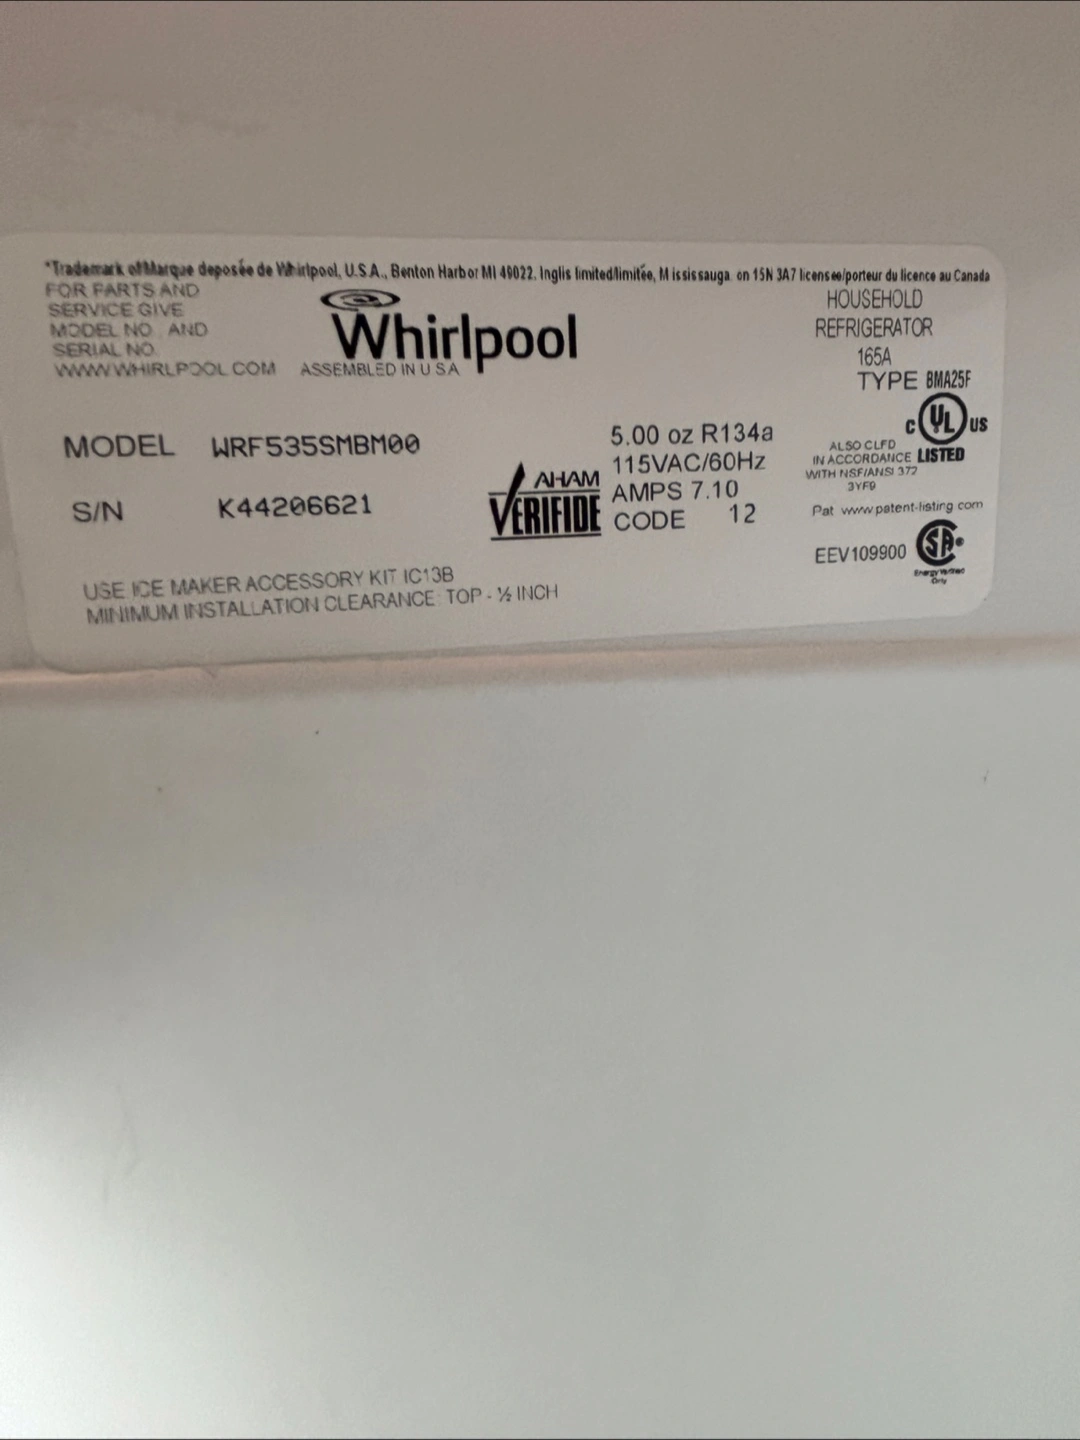 *Trademark of/Marque deposée de Whirlpool, U.S.A., Benton Harbor MI 49022. Inglis limited/limitée, Mississauga. on 15N 3A7 licensee/porteur du licence au Canada
FOR PARTS AND
SERVICE GIVE
MODEL NO. AND
SERIAL NO.
WWW.WHIRLPOOL.COM
Whirlpool
ASSEMBLED IN U S A
HOUSEHOLD
REFRIGERATOR
165A
TYPE BMA25F
MODEL WRF535SMBM00
S/N K44206621
AHAM
VERIFIDE
5.00 oz R134a
115VAC/60Hz
AMPS 7.10
CODE 12
C UL US
LISTED
ALSO CLFD
IN ACCORDANCE
WITH NSF/ANSI 372
3YF9
Pat www.patent-listing.com
EEV109900
SA
Energy Verified
Only
USE ICE MAKER ACCESSORY KIT IC13B
MINIMUM INSTALLATION CLEARANCE: TOP - ½ INCH